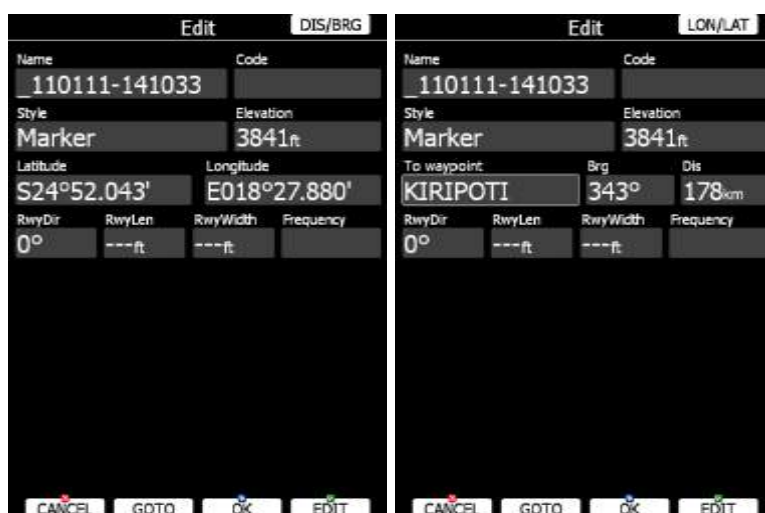 Edit DIS/BRG
Name Code
_110111-141033
Style Elevation
Marker 3841ft
Latitude Longitude
S24°52.043' E018°27.880'
RwyDir RwyLen RwyWidth Frequency
0° ---ft ---ft
CANCEL GOTO OK EDIT
Edit LON/LAT
Name Code
_110111-141033
Style Elevation
Marker 3841ft
To waypoint Brg Dis
KIRIPOTI 343° 178km
RwyDir RwyLen RwyWidth Frequency
0° ---ft ---ft
CANCEL GOTO OK EDIT